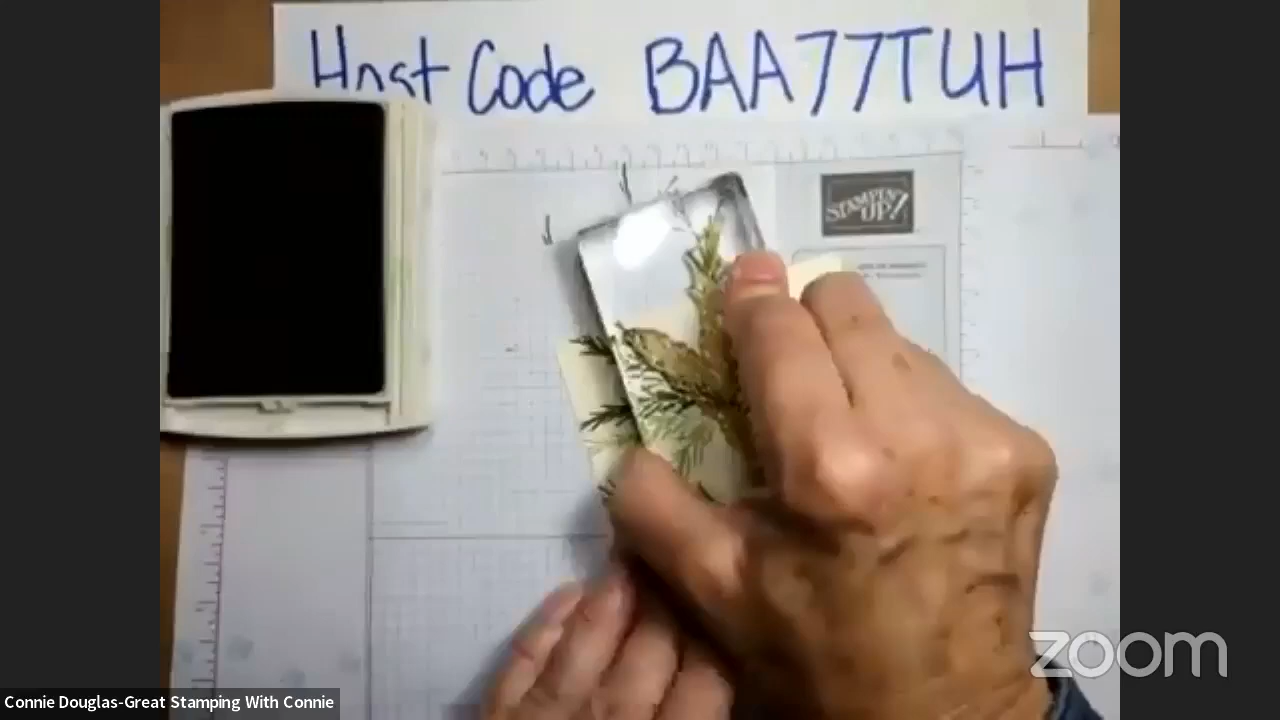 Host Code BAA77TUH
STAMPIN'
UP!
zoom
Connie Douglas-Great Stamping With Connie